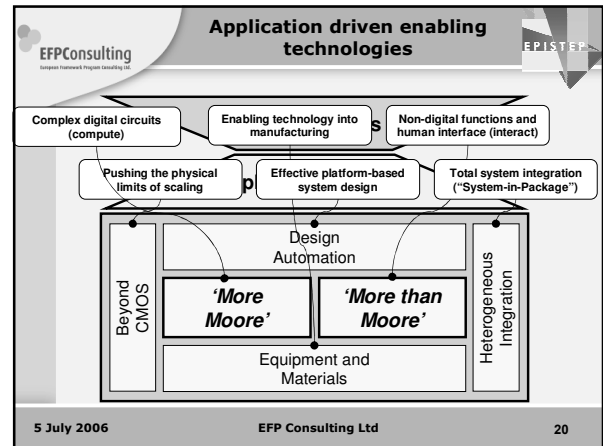 Application driven enabling
technologies
EFPConsulting
European Framework Program Consulting Ltd.
EPISTEP
Complex digital circuits
(compute)
Enabling technology into
manufacturing
Non-digital functions and
human interface (interact)
Pushing the physical
limits of scaling
Effective platform-based
system design
Total system integration
("System-in-Package")
Beyond
CMOS
Design
Automation
'More
Moore'
'More than
Moore'
Equipment and
Materials
Heterogeneous
Integration
5 July 2006
EFP Consulting Ltd
20